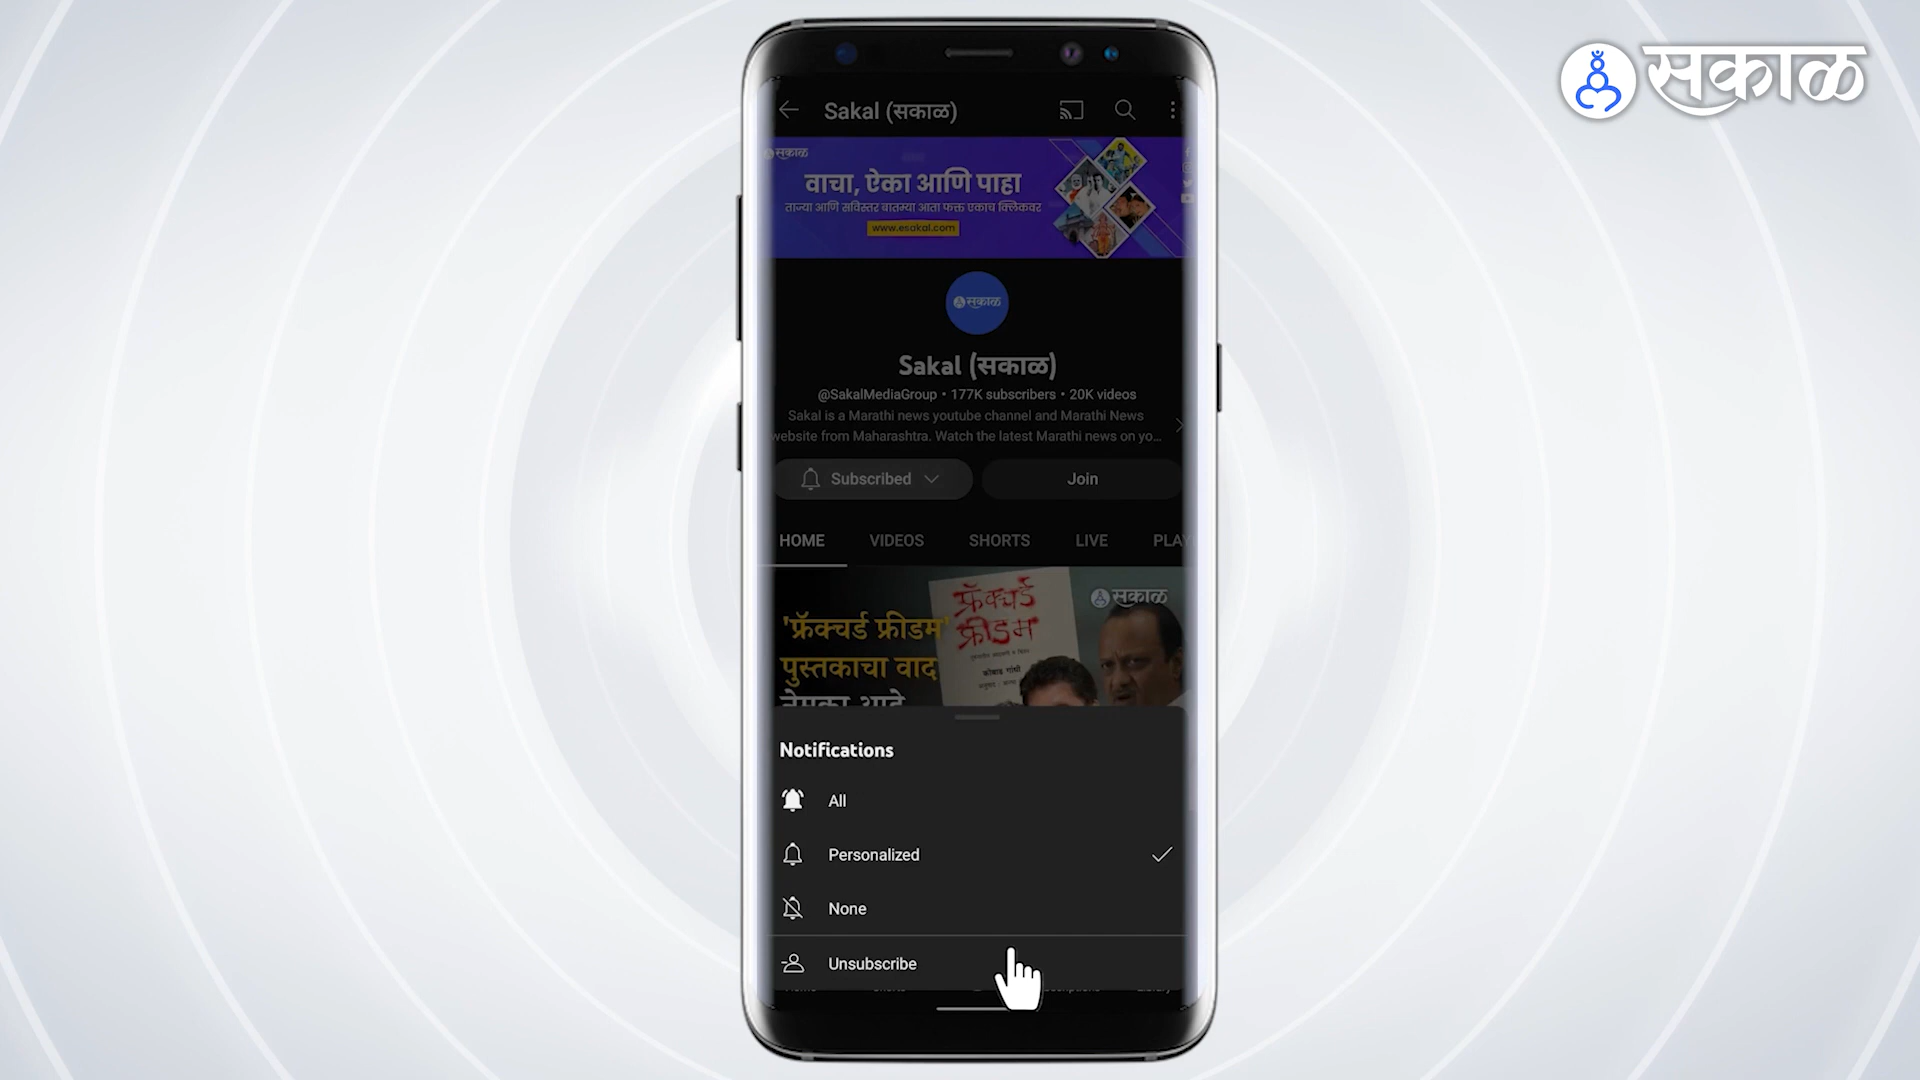 सकाळ
Sakal (सकाळ)
सकाळ
वाचा, ऐका आणि पाहा
ताज्या आणि सविस्तर बातम्या आता फक्त एकाच क्लिकवर
www.esakal.com
सकाळ
Sakal (सकाळ)
@SakalMediaGroup • 177K subscribers • 20K videos
Sakal is a Marathi news youtube channel and Marathi News
website from Maharashtra. Watch the latest Marathi news on yo...
Subscribed
Join
HOME VIDEOS SHORTS LIVE PLAY
फ्रॅक्चर्ड
फ्रीडम
कोबाड गांधी
सकाळ
'फ्रॅक्चर्ड फ्रीडम'
पुस्तकाचा वाद
नेमका आहे
Notifications
All
Personalized
None
Unsubscribe